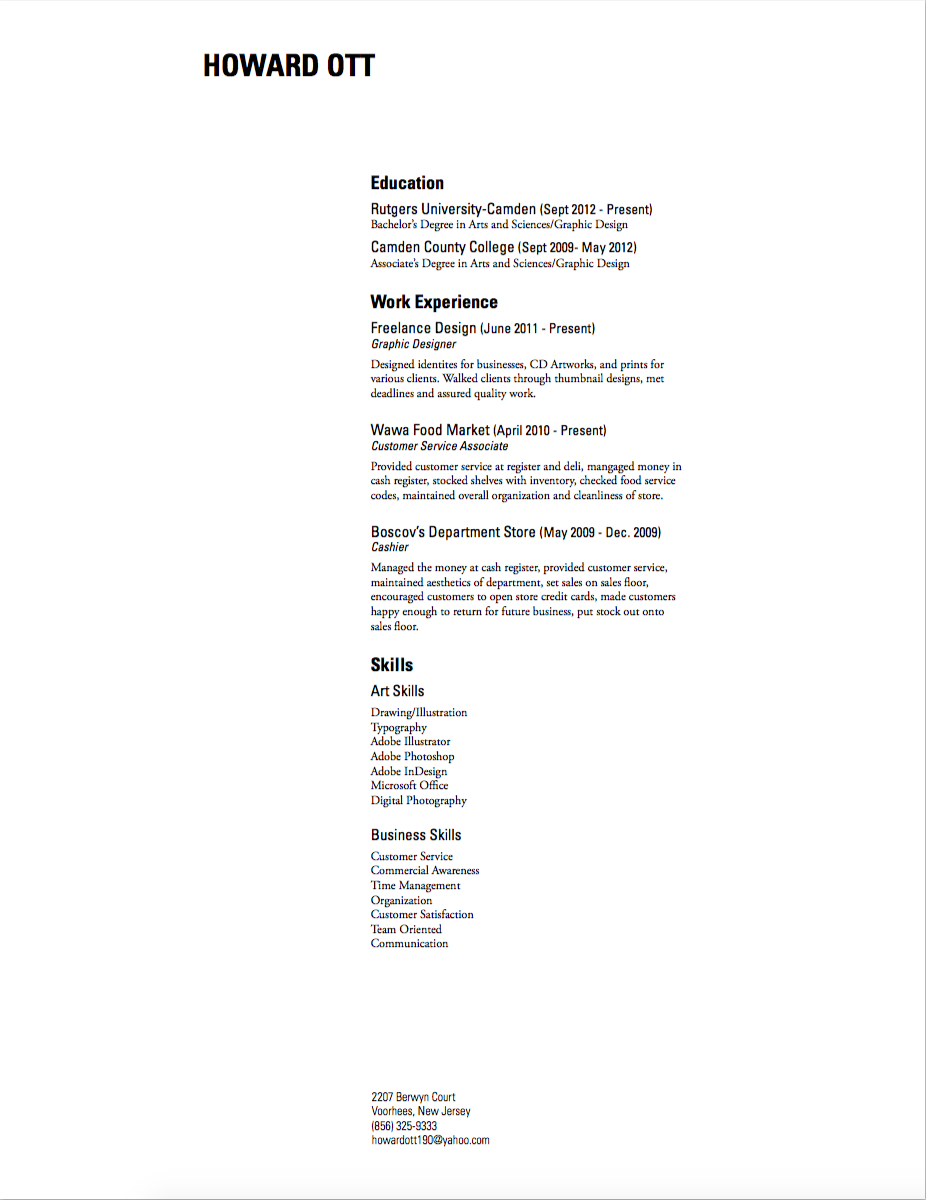 HOWARD OTT
Education
Rutgers University-Camden (Sept 2012 - Present)
Bachelor's Degree in Arts and Sciences/Graphic Design
Camden County College (Sept 2009- May 2012)
Associate's Degree in Arts and Sciences/Graphic Design
Work Experience
Freelance Design (June 2011 - Present)
Graphic Designer
Designed identites for businesses, CD Artworks, and prints for
various clients. Walked clients through thumbnail designs, met
deadlines and assured quality work.
Wawa Food Market (April 2010 - Present)
Customer Service Associate
Provided customer service at register and deli, mangaged money in
cash register, stocked shelves with inventory, checked food service
codes, maintained overall organization and cleanliness of store.
Boscov's Department Store (May 2009 - Dec. 2009)
Cashier
Managed the money at cash register, provided customer service,
maintained aesthetics of department, set sales on sales floor,
encouraged customers to open store credit cards, made customers
happy enough to return for future business, put stock out onto
sales floor.
Skills
Art Skills
Drawing/Illustration
Typography
Adobe Illustrator
Adobe Photoshop
Adobe InDesign
Microsoft Office
Digital Photography
Business Skills
Customer Service
Commercial Awareness
Time Management
Organization
Customer Satisfaction
Team Oriented
Communication
2207 Berwyn Court
Voorhees, New Jersey
(856) 325-9333
howardott190@yahoo.com